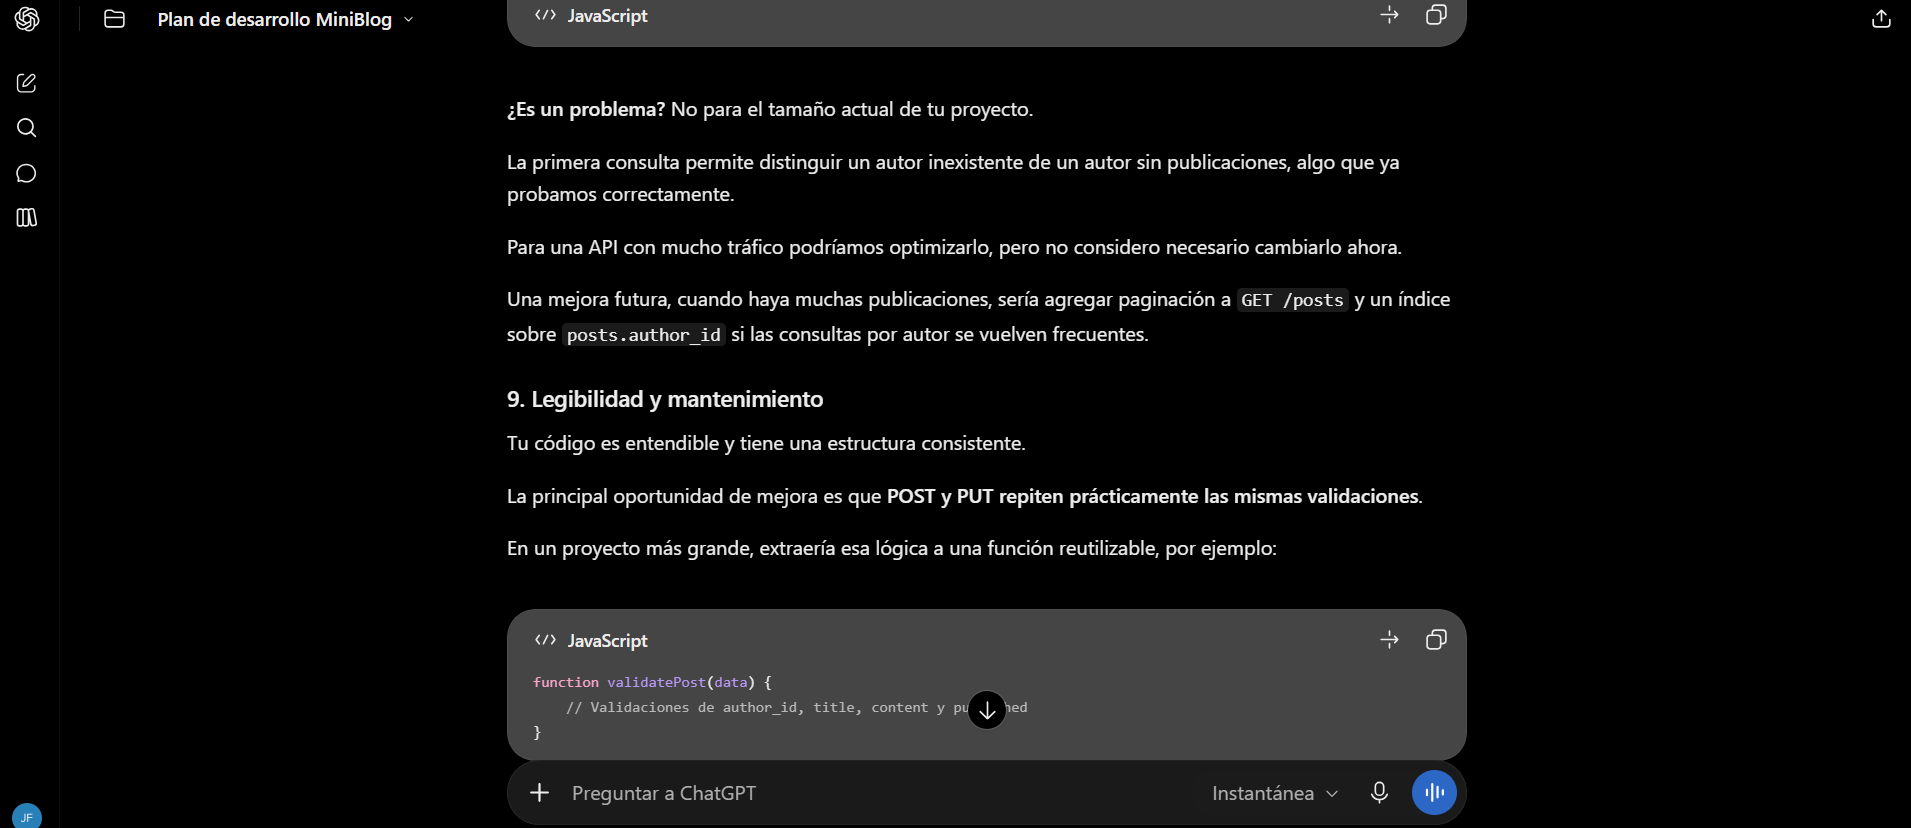 Plan de desarrollo MiniBlog
JavaScript
¿Es un problema? No para el tamaño actual de tu proyecto.
La primera consulta permite distinguir un autor inexistente de un autor sin publicaciones, algo que ya
probamos correctamente.
Para una API con mucho tráfico podríamos optimizarlo, pero no considero necesario cambiarlo ahora.
Una mejora futura, cuando haya muchas publicaciones, sería agregar paginación a GET /posts y un índice
sobre posts.author_id si las consultas por autor se vuelven frecuentes.
9. Legibilidad y mantenimiento
Tu código es entendible y tiene una estructura consistente.
La principal oportunidad de mejora es que POST y PUT repiten prácticamente las mismas validaciones.
En un proyecto más grande, extraería esa lógica a una función reutilizable, por ejemplo:
JavaScript
function validatePost(data) {
// Validaciones de author_id, title, content y
}
Preguntar a ChatGPT
Instantánea
JF